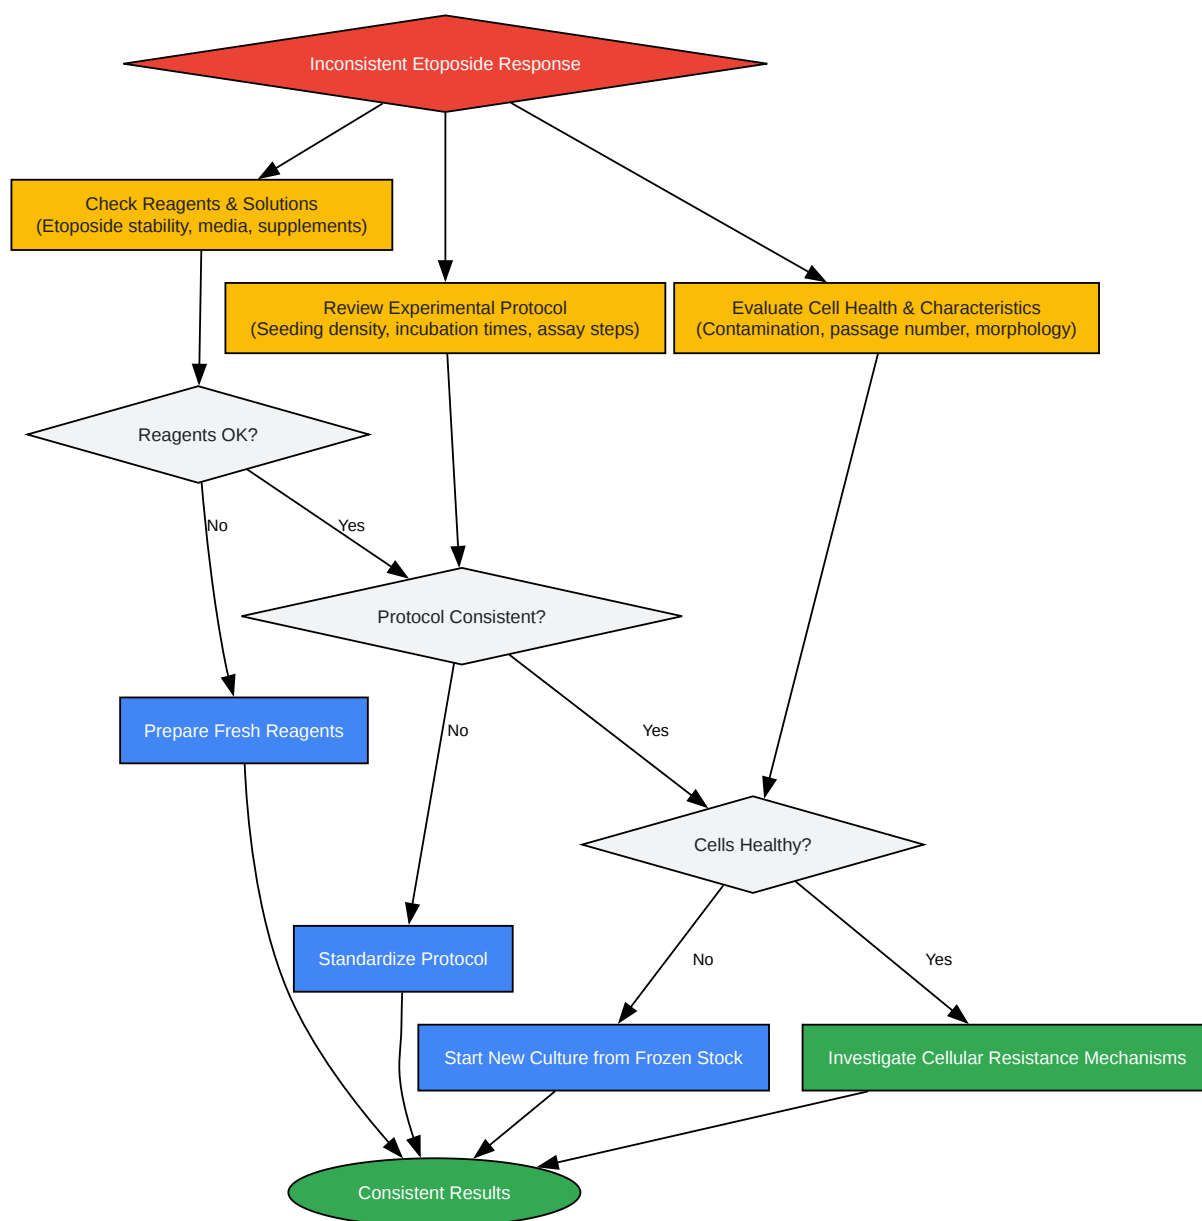 Inconsistent Etoposide Response
Check Reagents & Solutions
(Etoposide stability, media, supplements)
Review Experimental Protocol
(Seeding density, incubation times, assay steps)
Evaluate Cell Health & Characteristics
(Contamination, passage number, morphology)
Reagents OK?
No
Yes
Protocol Consistent?
Prepare Fresh Reagents
No
Yes
Cells Healthy?
Standardize Protocol
No
Yes
Start New Culture from Frozen Stock
Investigate Cellular Resistance Mechanisms
Consistent Results